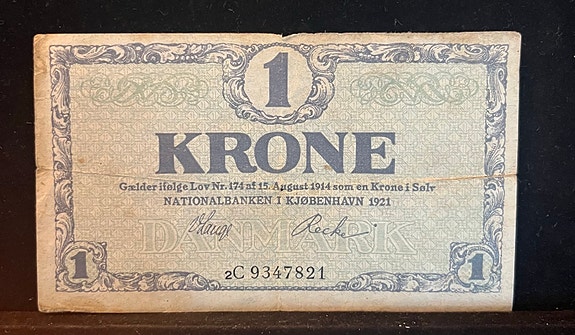 1
KRONE
Gælder ifølge Lov Nr. 174 af 15. August 1914 som en Krone i Sølv
NATIONALBANKEN I KJØBENHAVN 1921
DANMARK
V. Lange
1 2C 9347821 1